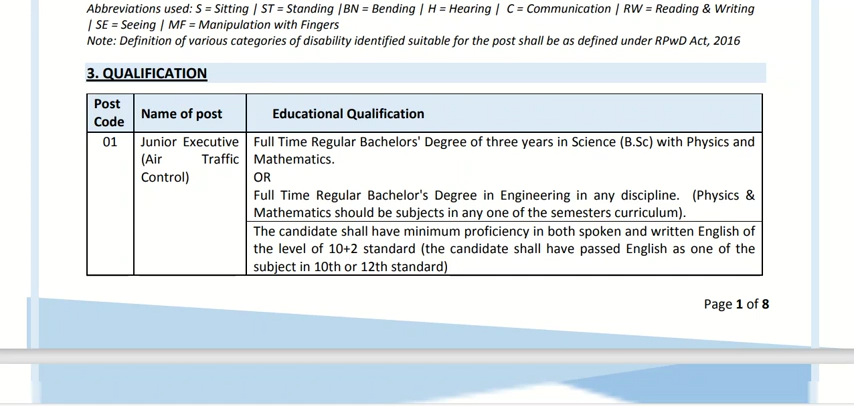 Abbreviations used: S = Sitting | ST = Standing |BN = Bending | H = Hearing | C = Communication | RW = Reading & Writing
| SE = Seeing | MF = Manipulation with Fingers
Note: Definition of various categories of disability identified suitable for the post shall be as defined under RPwD Act, 2016
3. QUALIFICATION
Post
Code
Name of post
Educational Qualification
01
Junior Executive
(Air Traffic
Control)
Full Time Regular Bachelors' Degree of three years in Science (B.Sc) with Physics and
Mathematics.
OR
Full Time Regular Bachelor's Degree in Engineering in any discipline. (Physics &
Mathematics should be subjects in any one of the semesters curriculum).
The candidate shall have minimum proficiency in both spoken and written English of
the level of 10+2 standard (the candidate shall have passed English as one of the
subject in 10th or 12th standard)
Page 1 of 8